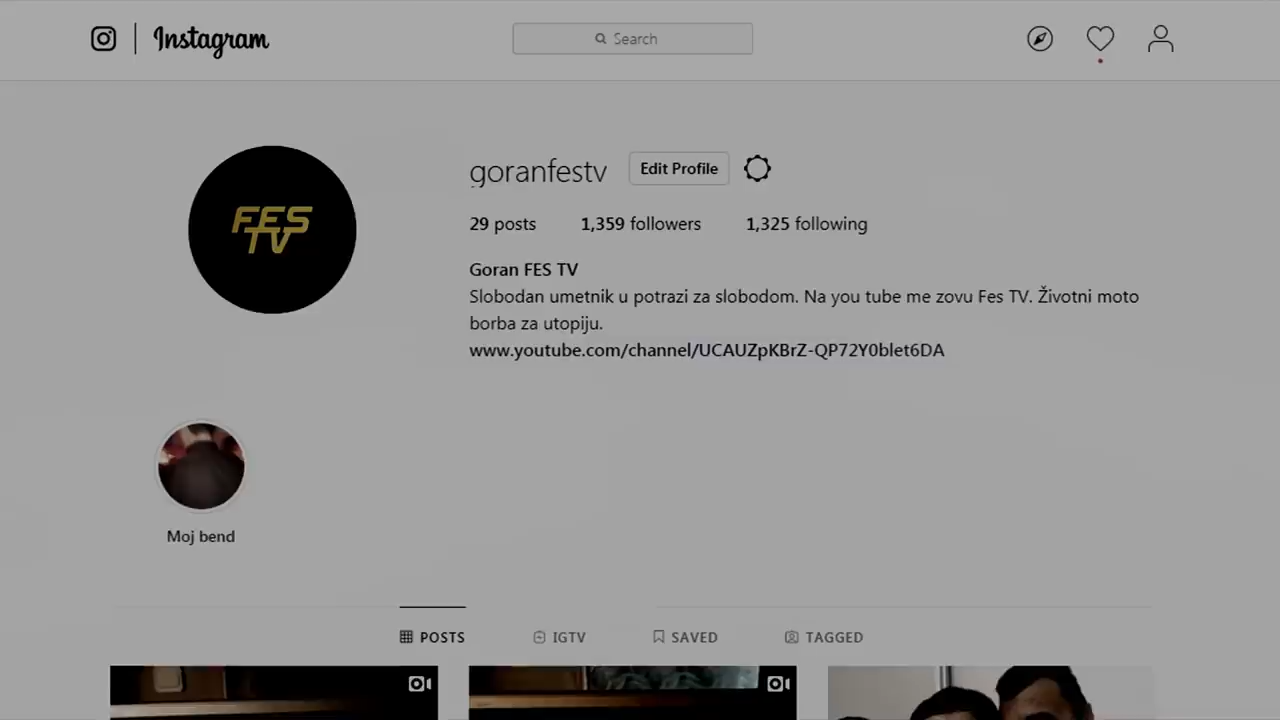 Instagram
Search
FES
TV
goranfestv Edit Profile
29 posts 1,359 followers 1,325 following
Goran FES TV
Slobodan umetnik u potrazi za slobodom. Na you tube me zovu Fes TV. Životni moto
borba za utopiju.
www.youtube.com/channel/UCAUZpKBrZ-QP72Y0blet6DA
Moj bend
POSTS IGTV SAVED TAGGED